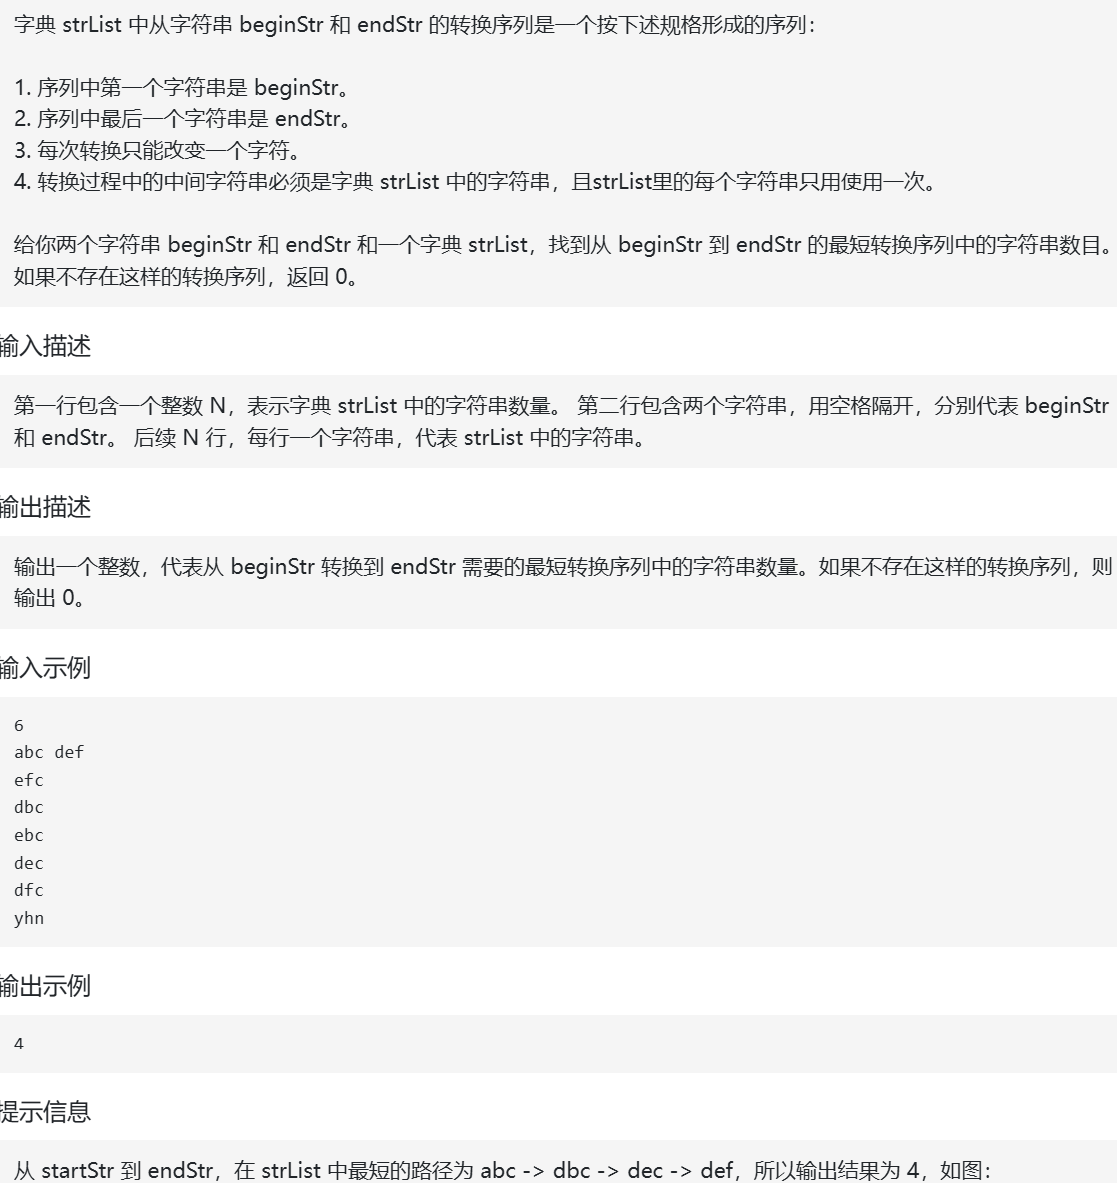 字典 strList 中从字符串 beginStr 和 endStr 的转换序列是一个按下述规格形成的序列：
1. 序列中第一个字符串是 beginStr。
2. 序列中最后一个字符串是 endStr。
3. 每次转换只能改变一个字符。
4. 转换过程中的中间字符串必须是字典 strList 中的字符串，且strList里的每个字符串只用使用一次。
给你两个字符串 beginStr 和 endStr 和一个字典 strList，找到从 beginStr 到 endStr 的最短转换序列中的字符串数目。
如果不存在这样的转换序列，返回 0。
输入描述
第一行包含一个整数 N，表示字典 strList 中的字符串数量。 第二行包含两个字符串，用空格隔开，分别代表 beginStr
和 endStr。 后续 N 行，每行一个字符串，代表 strList 中的字符串。
输出描述
输出一个整数，代表从 beginStr 转换到 endStr 需要的最短转换序列中的字符串数量。如果不存在这样的转换序列，则
输出 0。
输入示例
6
abc def
efc
dbc
ebc
dec
dfc
yhn
输出示例
4
提示信息
从 startStr 到 endStr，在 strList 中最短的路径为 abc -> dbc -> dec -> def，所以输出结果为 4，如图：